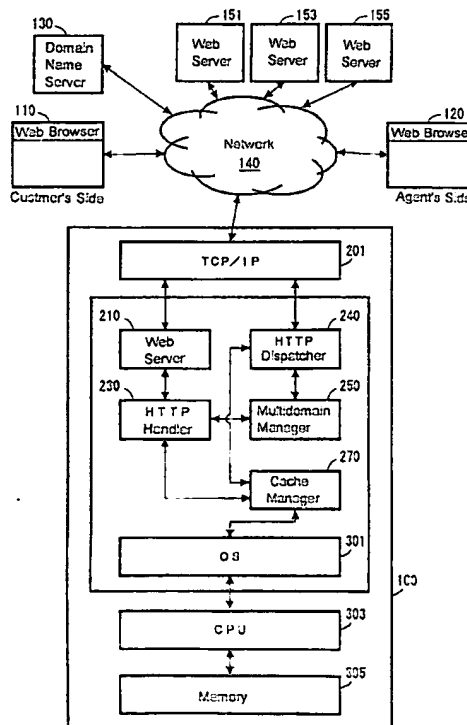 130
Domain
Name
Server
151
Web
Server
153
Web
Server
155
Web
Server
110
Web Browser
Custmer's Side
Network
140
120
Web Browser
Agent's Side
TCP/IP
201
210
Web
Server
240
HTTP
Dispatcher
230
HTTP
Handler
250
Multidomain
Manager
270
Cache
Manager
OS
301
100
CPU
303
Memory
305